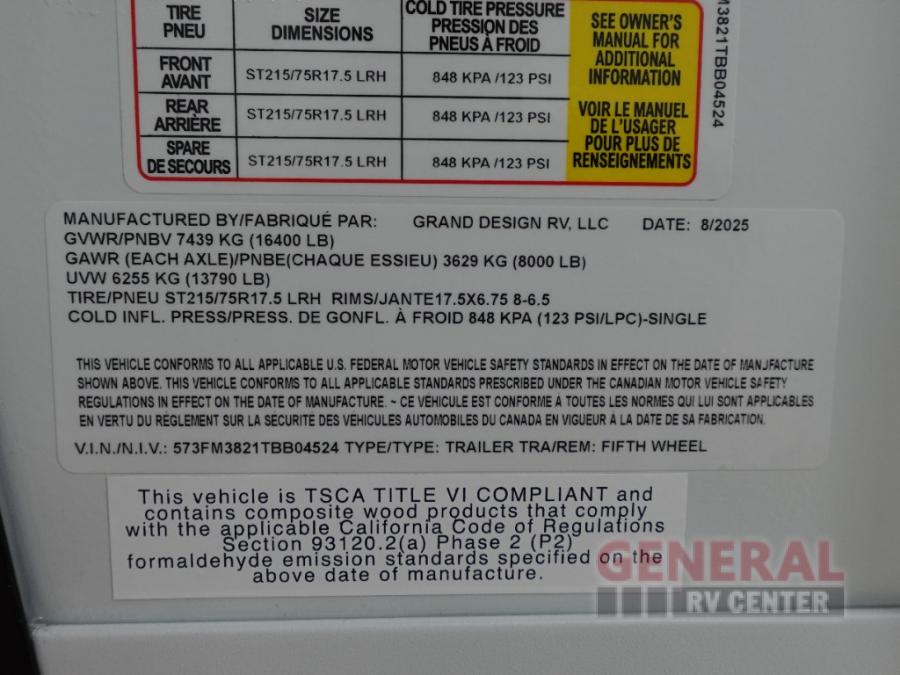 TIRE PNEU SIZE DIMENSIONS COLD TIRE PRESSURE PRESSION DES PNEUS À FROID
FRONT AVANT ST215/75R17.5 LRH 848 KPA /123 PSI
REAR ARRIÈRE ST215/75R17.5 LRH 848 KPA /123 PSI
SPARE DE SECOURS ST215/75R17.5 LRH 848 KPA /123 PSI
SEE OWNER'S
MANUAL FOR
ADDITIONAL
INFORMATION
VOIR LE MANUEL
DE L'USAGER
POUR PLUS DE
RENSEIGNEMENTS
M3821TBB04524
MANUFACTURED BY/FABRIQUÉ PAR: GRAND DESIGN RV, LLC DATE: 8/2025
GVWR/PNBV 7439 KG (16400 LB)
GAWR (EACH AXLE)/PNBE(CHAQUE ESSIEU) 3629 KG (8000 LB)
UVW 6255 KG (13790 LB)
TIRE/PNEU ST215/75R17.5 LRH RIMS/JANTE17.5X6.75 8-6.5
COLD INFL. PRESS/PRESS. DE GONFL. À FROID 848 KPA (123 PSI/LPC)-SINGLE
THIS VEHICLE CONFORMS TO ALL APPLICABLE U.S. FEDERAL MOTOR VEHICLE SAFETY STANDARDS IN EFFECT ON THE DATE OF MANUFACTURE
SHOWN ABOVE. THIS VEHICLE CONFORMS TO ALL APPLICABLE STANDARDS PRESCRIBED UNDER THE CANADIAN MOTOR VEHICLE SAFETY
REGULATIONS IN EFFECT ON THE DATE OF MANUFACTURE. ~ CE VEHICULE EST CONFORME À TOUTES LES NORMES QUI LUI SONT APPLICABLES
EN VERTU DU RÈGLEMENT SUR LA SÉCURITÉ DES VÉHICULES AUTOMOBILES DU CANADA EN VIGUEUR A LA DATE DE SA FABRICATION.
V.I.N./N.I.V.: 573FM3821TBB04524 TYPE/TYPE: TRAILER TRA/REM: FIFTH WHEEL
This vehicle is TSCA TITLE VI COMPLIANT and
contains composite wood products that comply
with the applicable California Code of Regulations
Section 93120.2(a) Phase 2 (P2)
formaldehyde emission standards specified on the
above date of manufacture.
GENERAL
RV CENTER